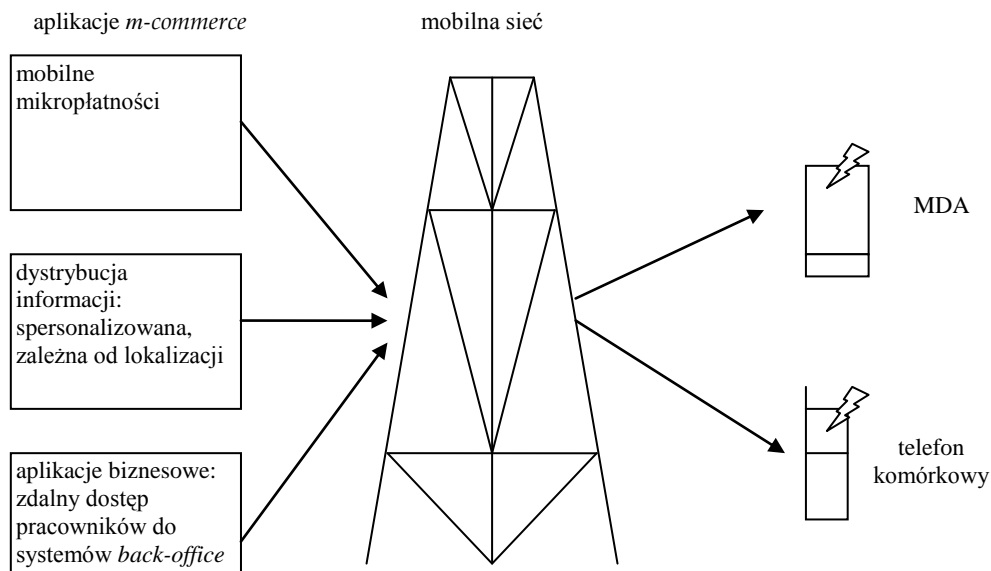 aplikacje m-commerce
mobilna sieć
mobilne
mikropłatności
dystrybucja
informacji:
spersonalizowana,
zależna od lokalizacji
aplikacje biznesowe:
zdalny dostęp
pracowników do
systemów back-office
MDA
telefon
komórkowy